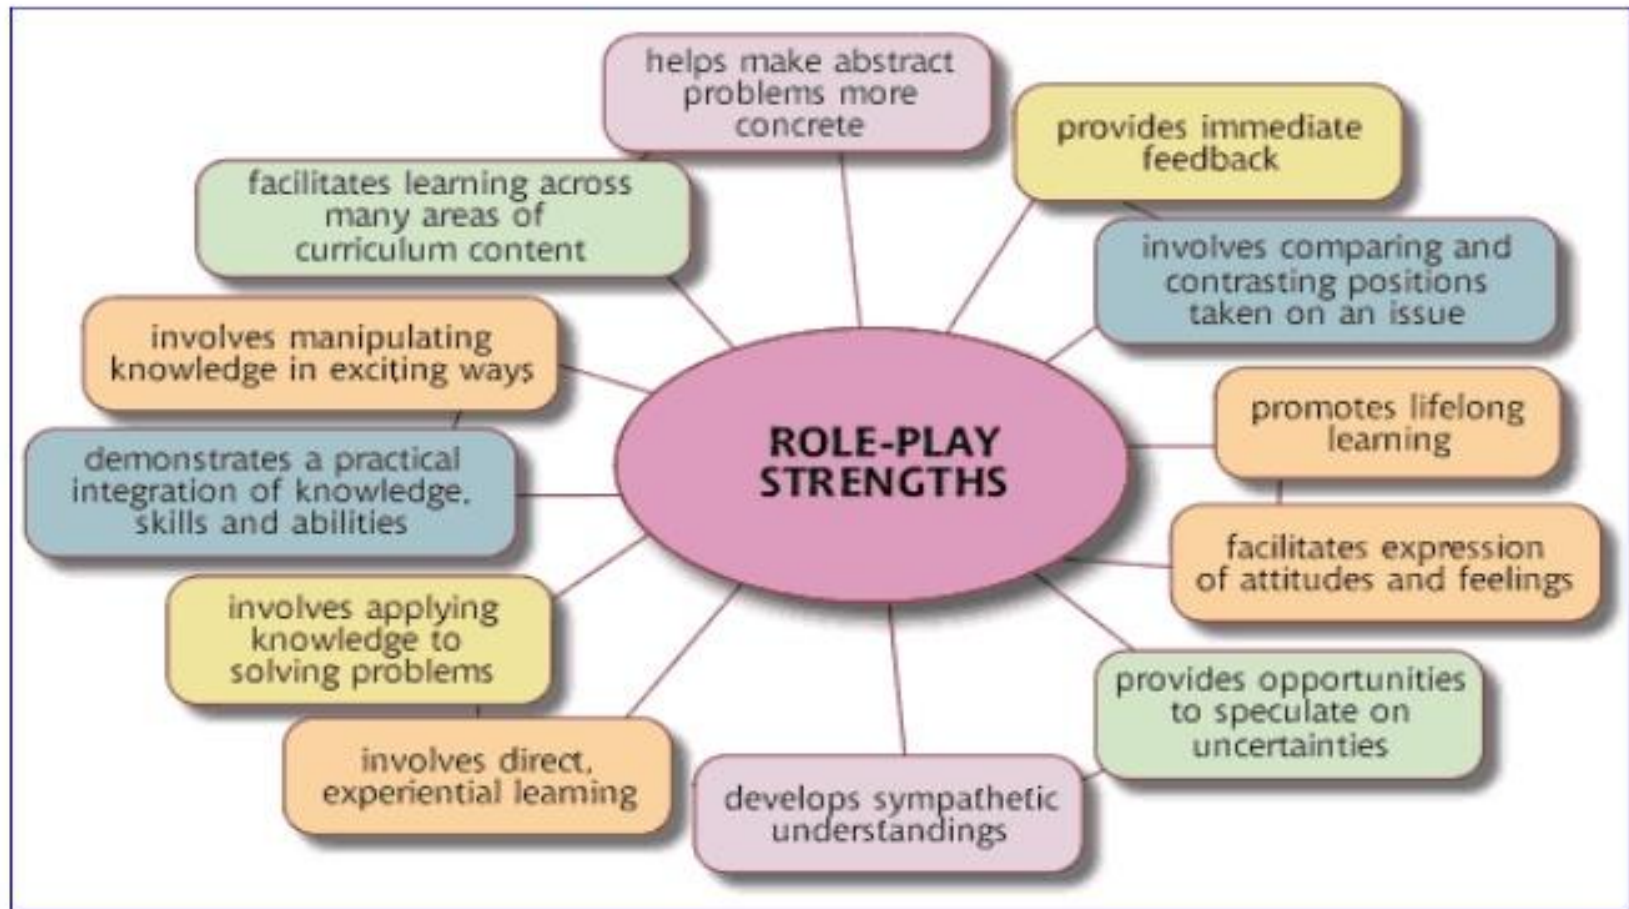 helps make abstract
problems more
concrete
provides immediate
feedback
facilitates learning across
many areas of
curriculum content
involves comparing and
contrasting positions
taken on an issue
involves manipulating
knowledge in exciting ways
promotes lifelong
learning
ROLE-PLAY
STRENGTHS
demonstrates a practical
integration of knowledge,
skills and abilities
facilitates expression
of attitudes and feelings
involves applying
knowledge to
solving problems
provides opportunities
to speculate on
uncertainties
involves direct,
experiential learning
develops sympathetic
understandings